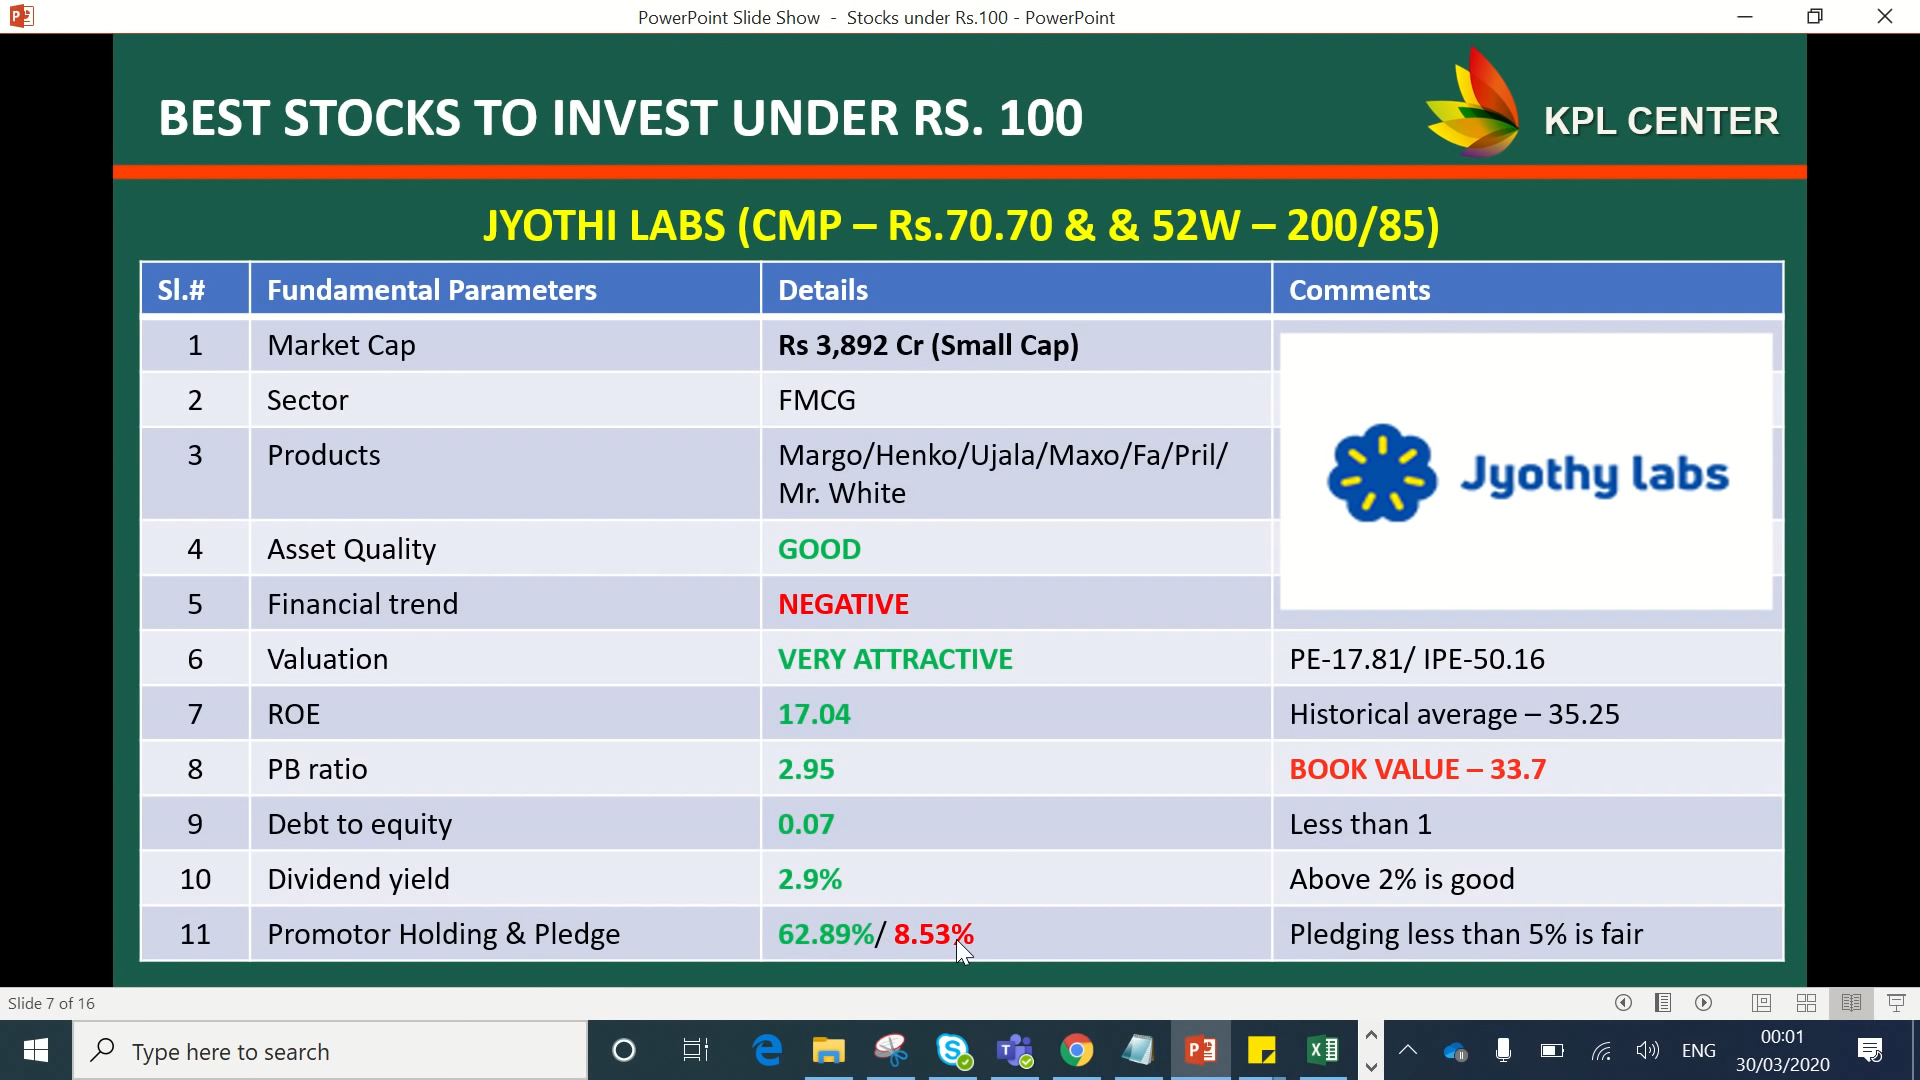 PowerPoint Slide Show - Stocks under Rs.100 - PowerPoint
BEST STOCKS TO INVEST UNDER RS. 100
KPL CENTER
JYOTHI LABS (CMP – Rs.70.70 & & 52W – 200/85)
Sl.# Fundamental Parameters Details Comments
1 Market Cap Rs 3,892 Cr (Small Cap)
2 Sector FMCG
3 Products Margo/Henko/Ujala/Maxo/Fa/Pril/
Mr. White
Jyothy labs
4 Asset Quality GOOD
5 Financial trend NEGATIVE
6 Valuation VERY ATTRACTIVE PE-17.81/ IPE-50.16
7 ROE 17.04 Historical average – 35.25
8 PB ratio 2.95 BOOK VALUE – 33.7
9 Debt to equity 0.07 Less than 1
10 Dividend yield 2.9% Above 2% is good
11 Promotor Holding & Pledge 62.89%/ 8.53% Pledging less than 5% is fair
Slide 7 of 16
Type here to search
ENG
00:01
30/03/2020